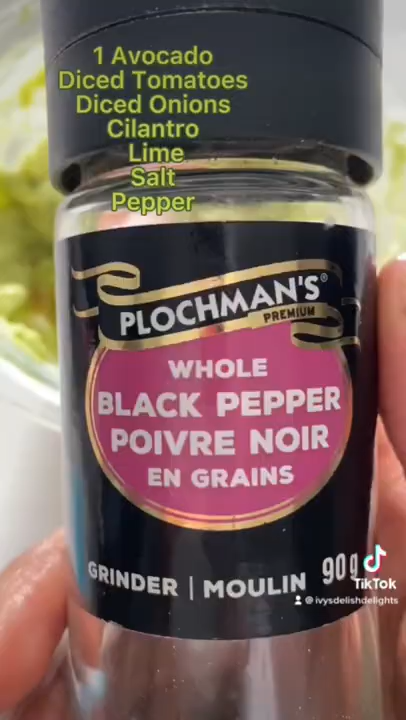 1 Avocado
Diced Tomatoes
Diced Onions
Cilantro
Lime
Salt
Pepper
PLOCHMAN'S®
PREMIUM
WHOLE
BLACK PEPPER
POIVRE NOIR
EN GRAINS
GRINDER | MOULIN 90g
TikTok
@ivysdelishdelights